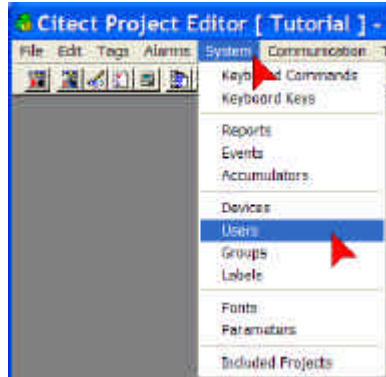 Citect Project Editor [ Tutorial ] -
File Edit Tags Alarms System Communication
Keyboard Commands
Keyboard Keys
Reports
Events
Accumulators
Devices
Users
Groups
Labels
Fonts
Parameters
Included Projects